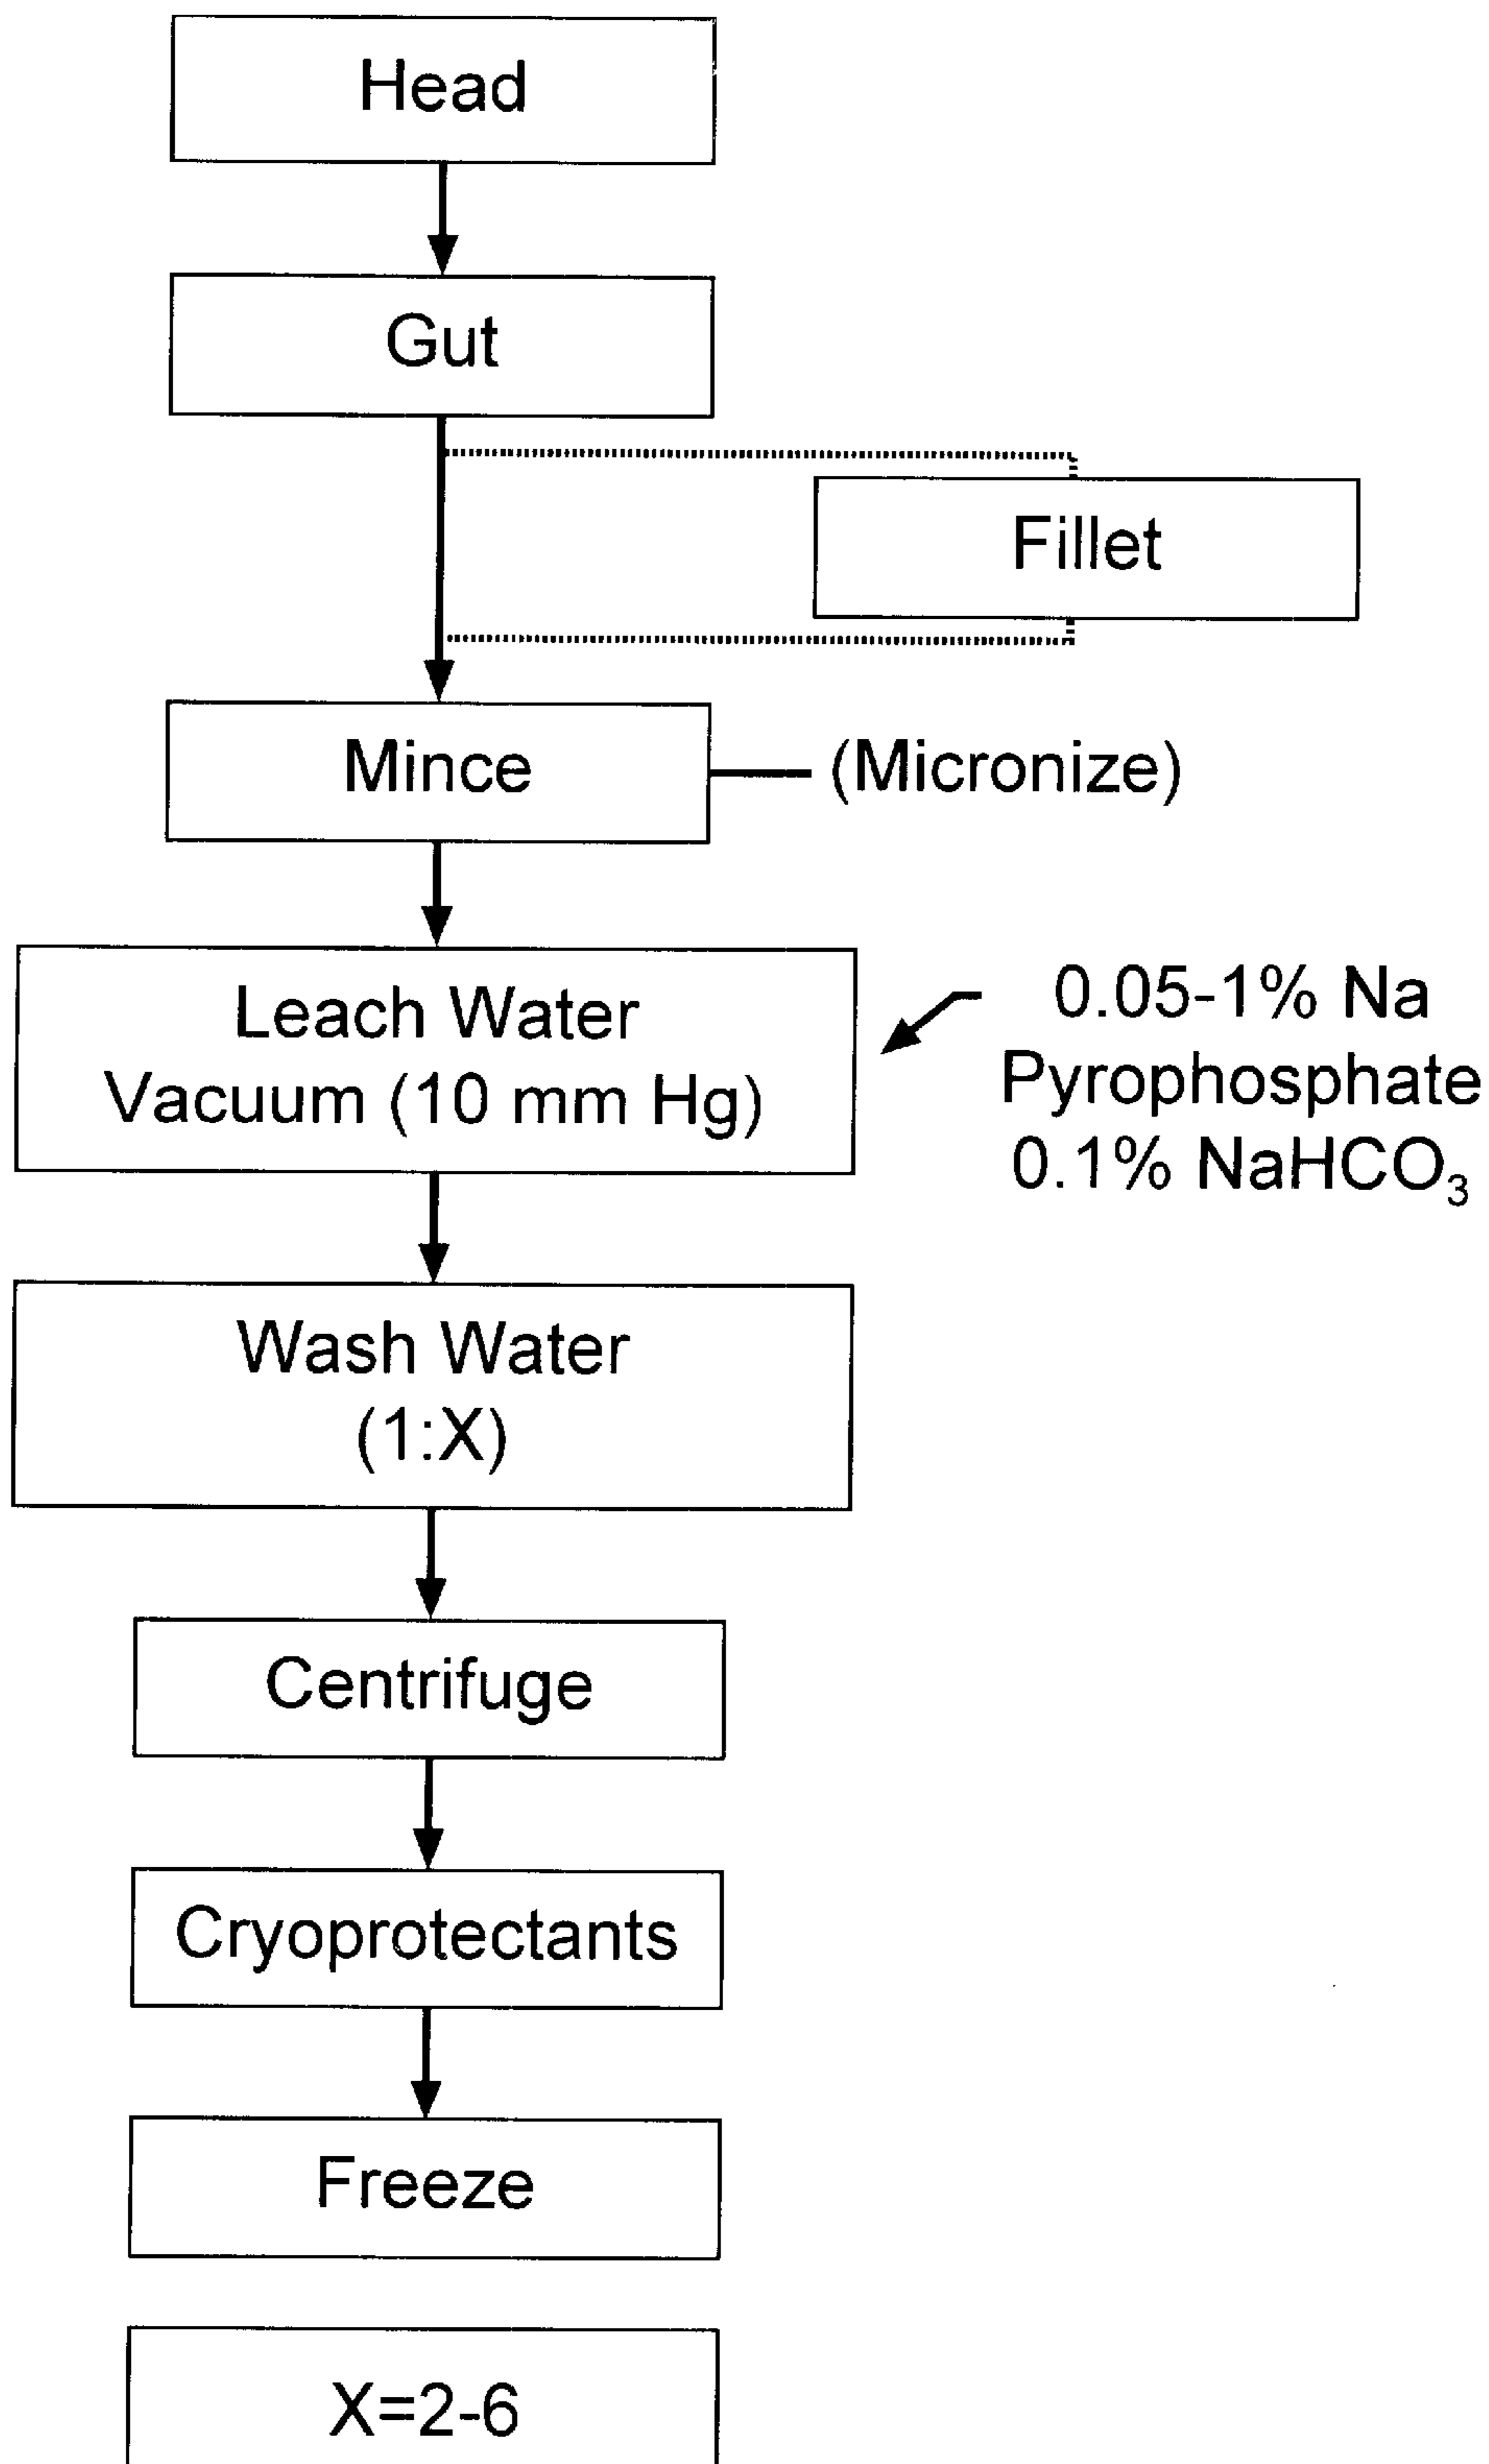 Head
Gut
Fillet
Mince
(Micronize)
Leach Water
Vacuum (10 mm Hg)
0.05-1% Na
Pyrophosphate
0.1% NaHCO₃
Wash Water
(1:X)
Centrifuge
Cryoprotectants
Freeze
X=2-6